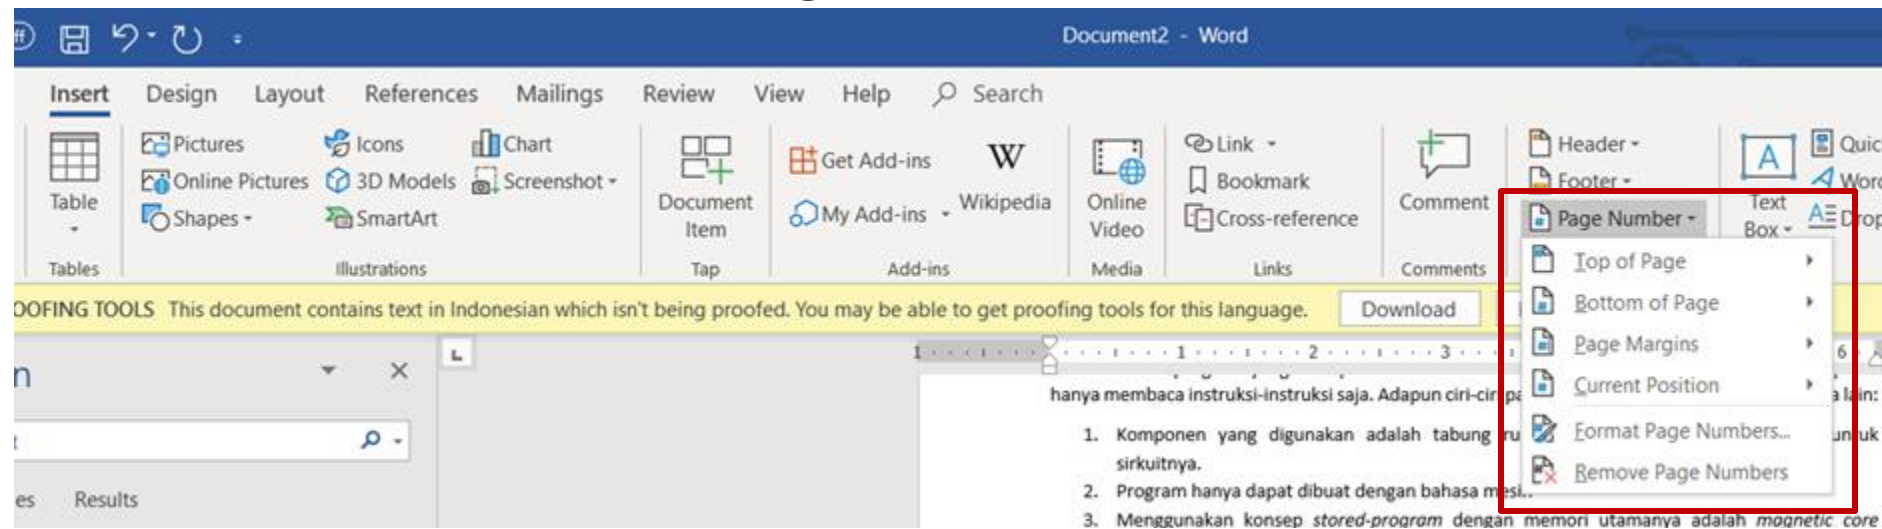 Document2 - Word
Insert Design Layout References Mailings Review View Help Search
Pictures Icons Chart
Online Pictures 3D Models Screenshot
Shapes SmartArt
Table
Tables
Illustrations
Document
Item
Tap
Get Add-ins
My Add-ins
W
Wikipedia
Add-ins
Online
Video
Media
Link
Bookmark
Cross-reference
Links
Comment
Comments
Header
Footer
Page Number
A
Text
Box
Top of Page
Bottom of Page
Page Margins
Current Position
Format Page Numbers...
Remove Page Numbers
TOOLS This document contains text in Indonesian which isn't being proofed. You may be able to get proofing tools for this language. Download
1 1 2 3 6
hanya membaca instruksi-instruksi saja. Adapun lain:
1. Komponen yang digunakan adalah tabung
sirkuitnya.
2. Program hanya dapat dibuat dengan bahasa
3. Menggunakan konsep stored-program dengan memori utamanya adalah magnetic core
Results